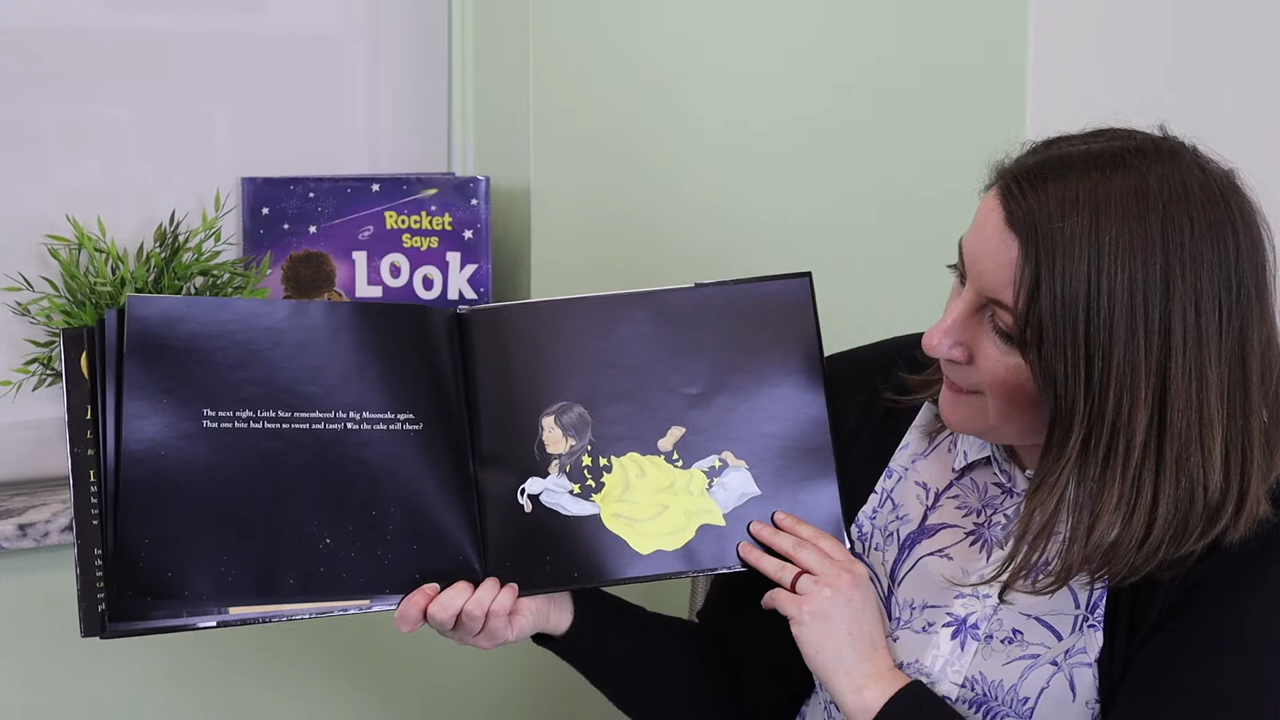 Rocket
Says
Look
The next night, Little Star remembered the Big Mooncake again.
That one bite had been so sweet and tasty! Was the cake still there?